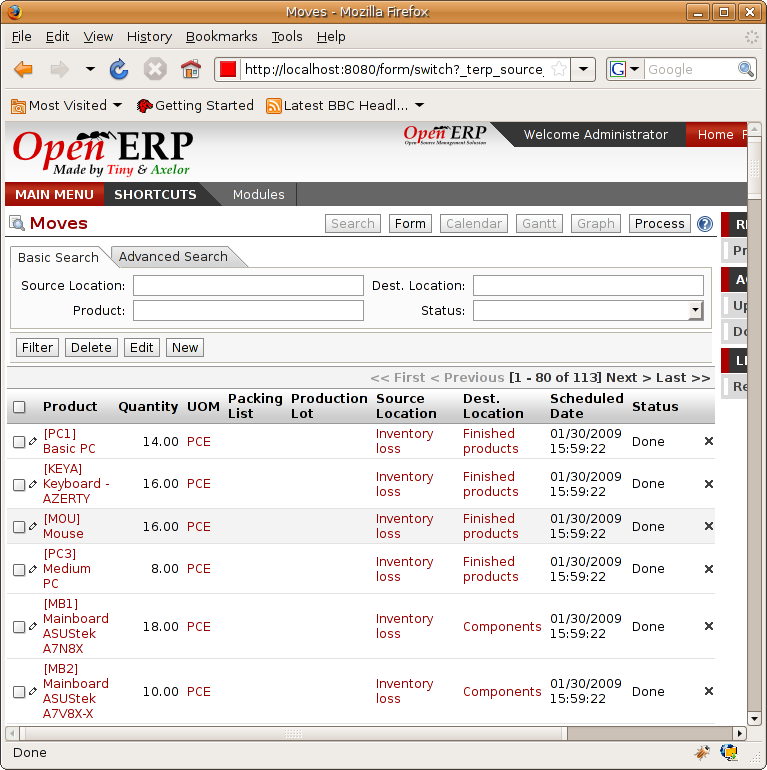 Moves - Mozilla Firefox
File Edit View History Bookmarks Tools Help
http://localhost:8080/form/switch?_terp_source_
G Google
Most Visited Getting Started Latest BBC Headl...
Open ERP
Made by Tiny & Axelor
Open ERP
Open Source Management Solution
Welcome Administrator Home
MAIN MENU SHORTCUTS Modules
Moves Search Form Calendar Gantt Graph Process ?
Basic Search Advanced Search
Source Location: Dest. Location:
Product: Status:
Filter Delete Edit New
<< First < Previous [1 - 80 of 113] Next > Last >>
Product Quantity UOM Packing List Production Lot Source Location Dest. Location Scheduled Date Status
[PC1] Basic PC 14.00 PCE Inventory loss Finished products 01/30/2009 15:59:22 Done
[KEYA] Keyboard - AZERTY 16.00 PCE Inventory loss Finished products 01/30/2009 15:59:22 Done
[MOU] Mouse 16.00 PCE Inventory loss Finished products 01/30/2009 15:59:22 Done
[PC3] Medium PC 8.00 PCE Inventory loss Finished products 01/30/2009 15:59:22 Done
[MB1] Mainboard ASUStek A7N8X 18.00 PCE Inventory loss Components 01/30/2009 15:59:22 Done
[MB2] Mainboard ASUStek A7V8X-X 10.00 PCE Inventory loss Components 01/30/2009 15:59:22 Done
Done